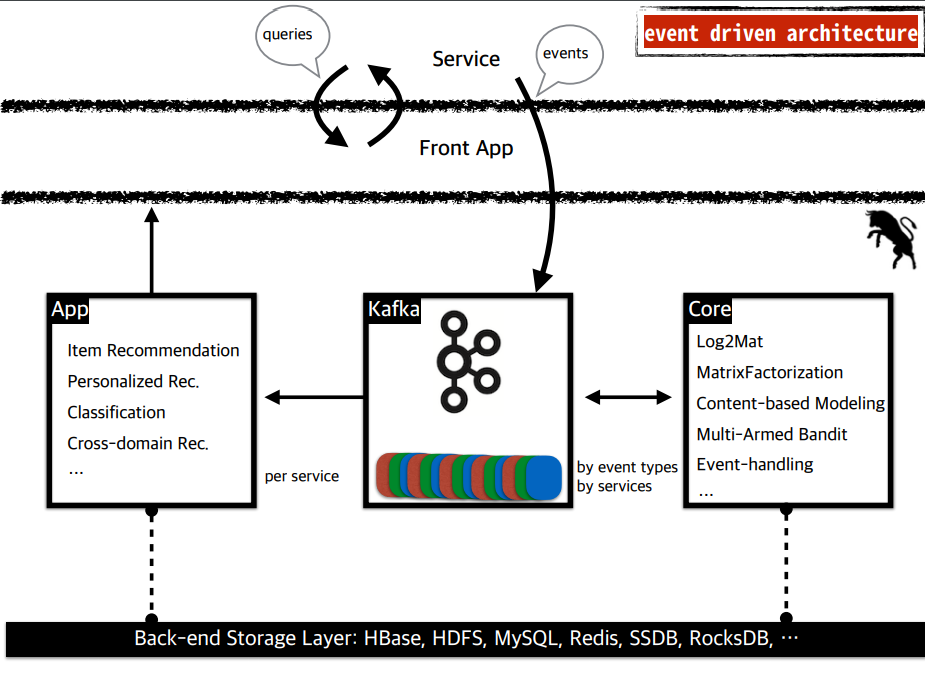 event driven architecture
queries
Service
events
Front App
App
Item Recommendation
Personalized Rec.
Classification
Cross-domain Rec.
...
per service
Kafka
by event types
by services
Core
Log2Mat
MatrixFactorization
Content-based Modeling
Multi-Armed Bandit
Event-handling
...
Back-end Storage Layer: HBase, HDFS, MySQL, Redis, SSDB, RocksDB, ⋯